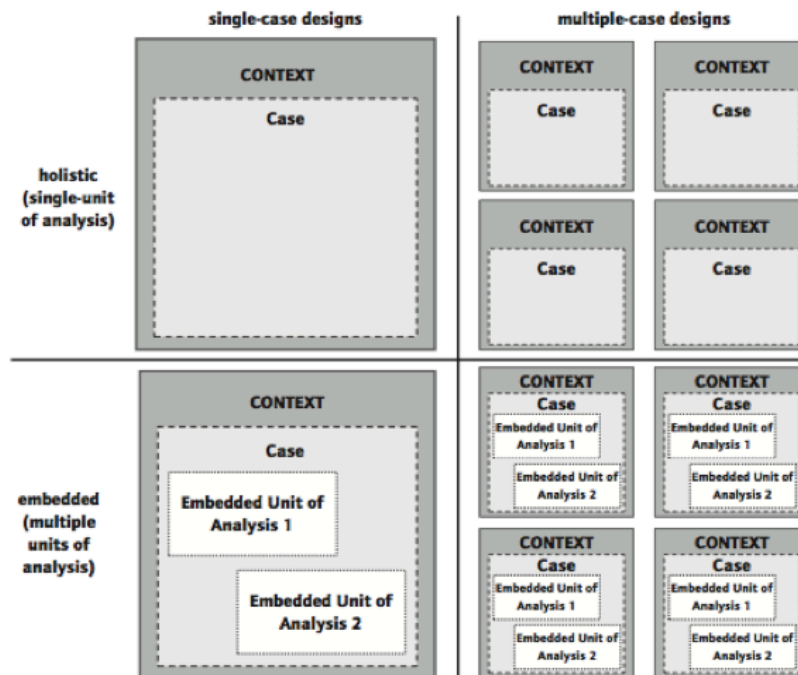 single-case designs
multiple-case designs
holistic
(single-unit
of analysis)
CONTEXT
Case
CONTEXT
Case
CONTEXT
Case
CONTEXT
Case
CONTEXT
Case
embedded
(multiple
units of
analysis)
CONTEXT
Case
Embedded Unit of
Analysis 1
Embedded Unit of
Analysis 2
CONTEXT
Case
Embedded Unit of
Analysis 1
Embedded Unit of
Analysis 2
CONTEXT
Case
Embedded Unit of
Analysis 1
Embedded Unit of
Analysis 2
CONTEXT
Case
Embedded Unit of
Analysis 1
Embedded Unit of
Analysis 2
CONTEXT
Case
Embedded Unit of
Analysis 1
Embedded Unit of
Analysis 2